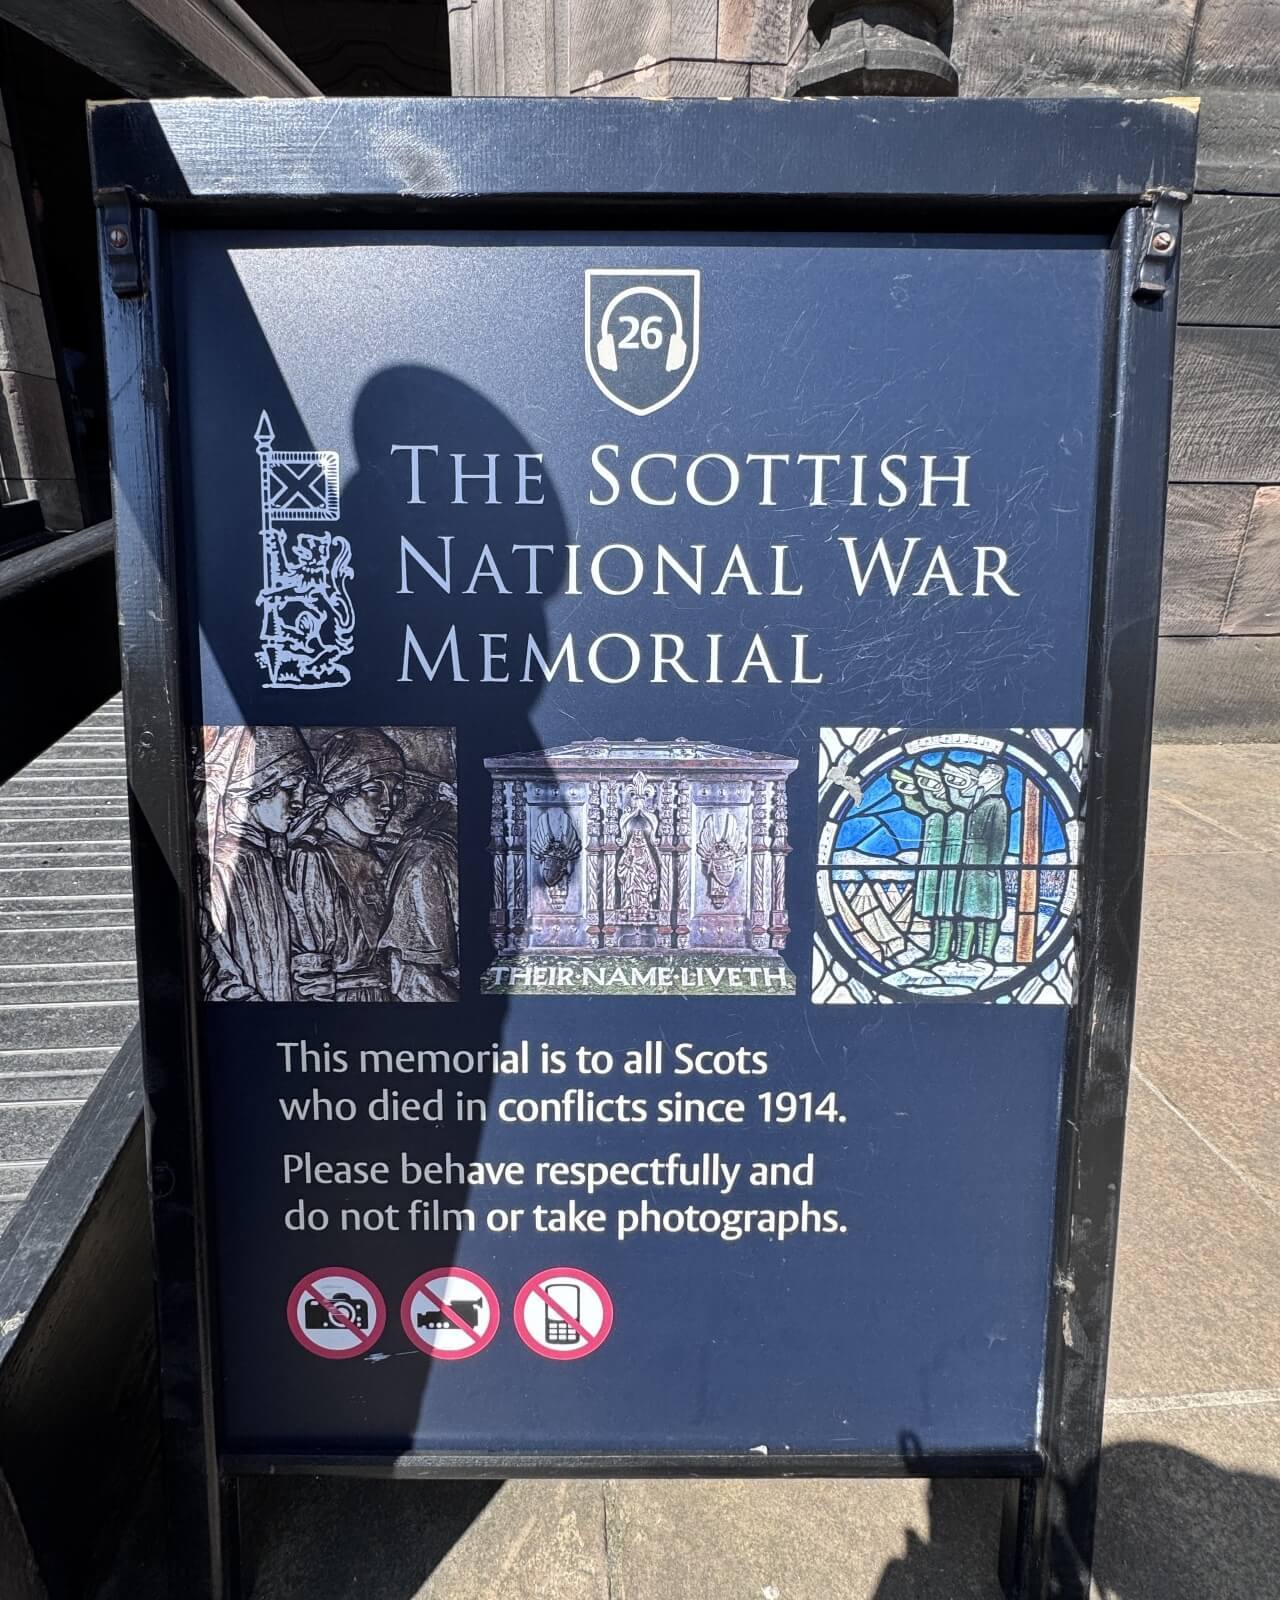 26
THE SCOTTISH
NATIONAL WAR
MEMORIAL
THEIR·NAME·LIVETH
This memorial is to all Scots
who died in conflicts since 1914.
Please behave respectfully and
do not film or take photographs.